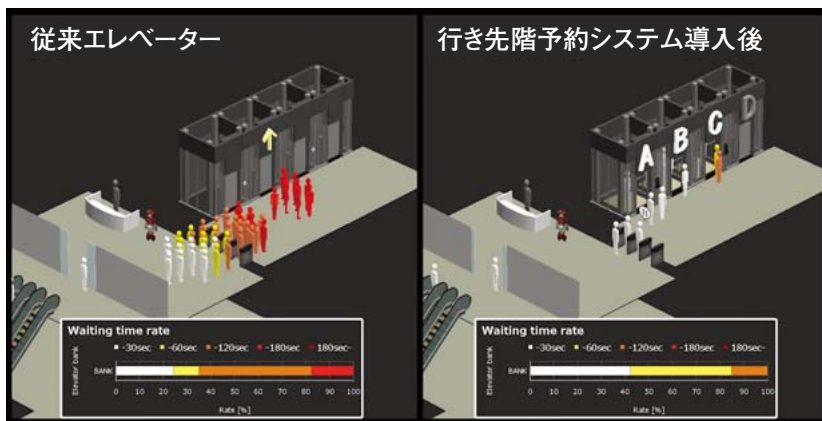 従来エレベーター
Waiting time rate
-30sec -60sec -120sec -180sec 180sec-
Elevator bank
BANK
0 10 20 30 40 50 60 70 80 90 100
Rate [%]
行き先階予約システム導入後
A B C D
Waiting time rate
-30sec -60sec -120sec -180sec 180sec-
Elevator bank
BANK
0 10 20 30 40 50 60 70 80 90 100
Rate [%]